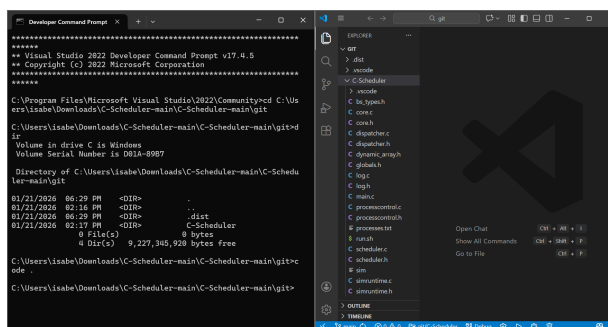 Developer Command Prompt
*****************************************************************
******
** Visual Studio 2022 Developer Command Prompt v17.4.5
** Copyright (c) 2022 Microsoft Corporation
*****************************************************************
******
C:\Program Files\Microsoft Visual Studio\2022\Community>cd C:\Us
ers\isabe\Downloads\C-Scheduler-main\C-Scheduler-main\git
C:\Users\isabe\Downloads\C-Scheduler-main\C-Scheduler-main\git>d
ir
Volume in drive C is Windows
Volume Serial Number is D01A-89B7
Directory of C:\Users\isabe\Downloads\C-Scheduler-main\C-Schedu
ler-main\git
01/21/2026 06:29 PM <DIR> .
01/21/2026 02:16 PM <DIR> ..
01/21/2026 06:29 PM <DIR> .dist
01/21/2026 02:17 PM <DIR> C-Scheduler
0 File(s) 0 bytes
4 Dir(s) 9,227,345,920 bytes free
C:\Users\isabe\Downloads\C-Scheduler-main\C-Scheduler-main\git>c
ode .
C:\Users\isabe\Downloads\C-Scheduler-main\C-Scheduler-main\git>
git
EXPLORER
GIT
.dist
.vscode
C-Scheduler
.vscode
C bs_types.h
C core.c
C core.h
C dispatcher.c
C dispatcher.h
C dynamic_array.h
C globals.h
C log.c
C log.h
C main.c
C processcontrol.c
C processcontrol.h
processes.txt
$ run.sh
C scheduler.c
C scheduler.h
sim
C simruntime.c
C simruntime.h
OUTLINE
TIMELINE
Open Chat Ctrl + Alt + I
Show All Commands Ctrl + Shift + P
Go to File Ctrl + P
main
Debug